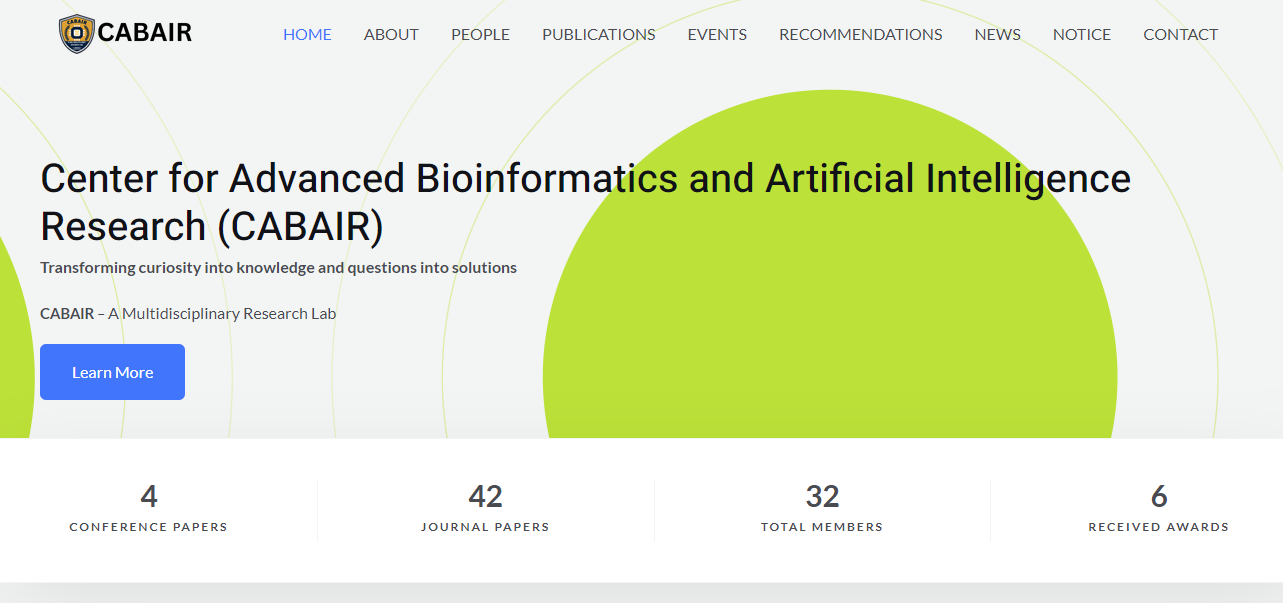 CABAIR
CABAIR
HOME ABOUT PEOPLE PUBLICATIONS EVENTS RECOMMENDATIONS NEWS NOTICE CONTACT
Center for Advanced Bioinformatics and Artificial Intelligence
Research (CABAIR)
Transforming curiosity into knowledge and questions into solutions
CABAIR – A Multidisciplinary Research Lab
Learn More
4 42 32 6
CONFERENCE PAPERS JOURNAL PAPERS TOTAL MEMBERS RECEIVED AWARDS